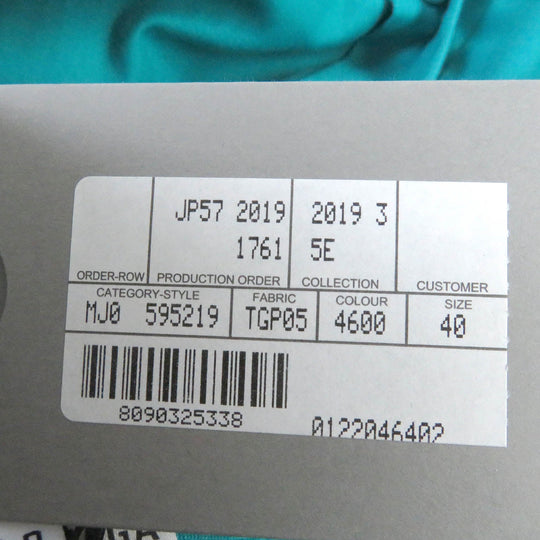 JP57 2019 2019 3
1761 5E
ORDER-ROW PRODUCTION ORDER COLLECTION CUSTOMER
CATEGORY-STYLE FABRIC COLOUR SIZE
MJ0 595219 TGP05 4600 40
8090325338
0122046402